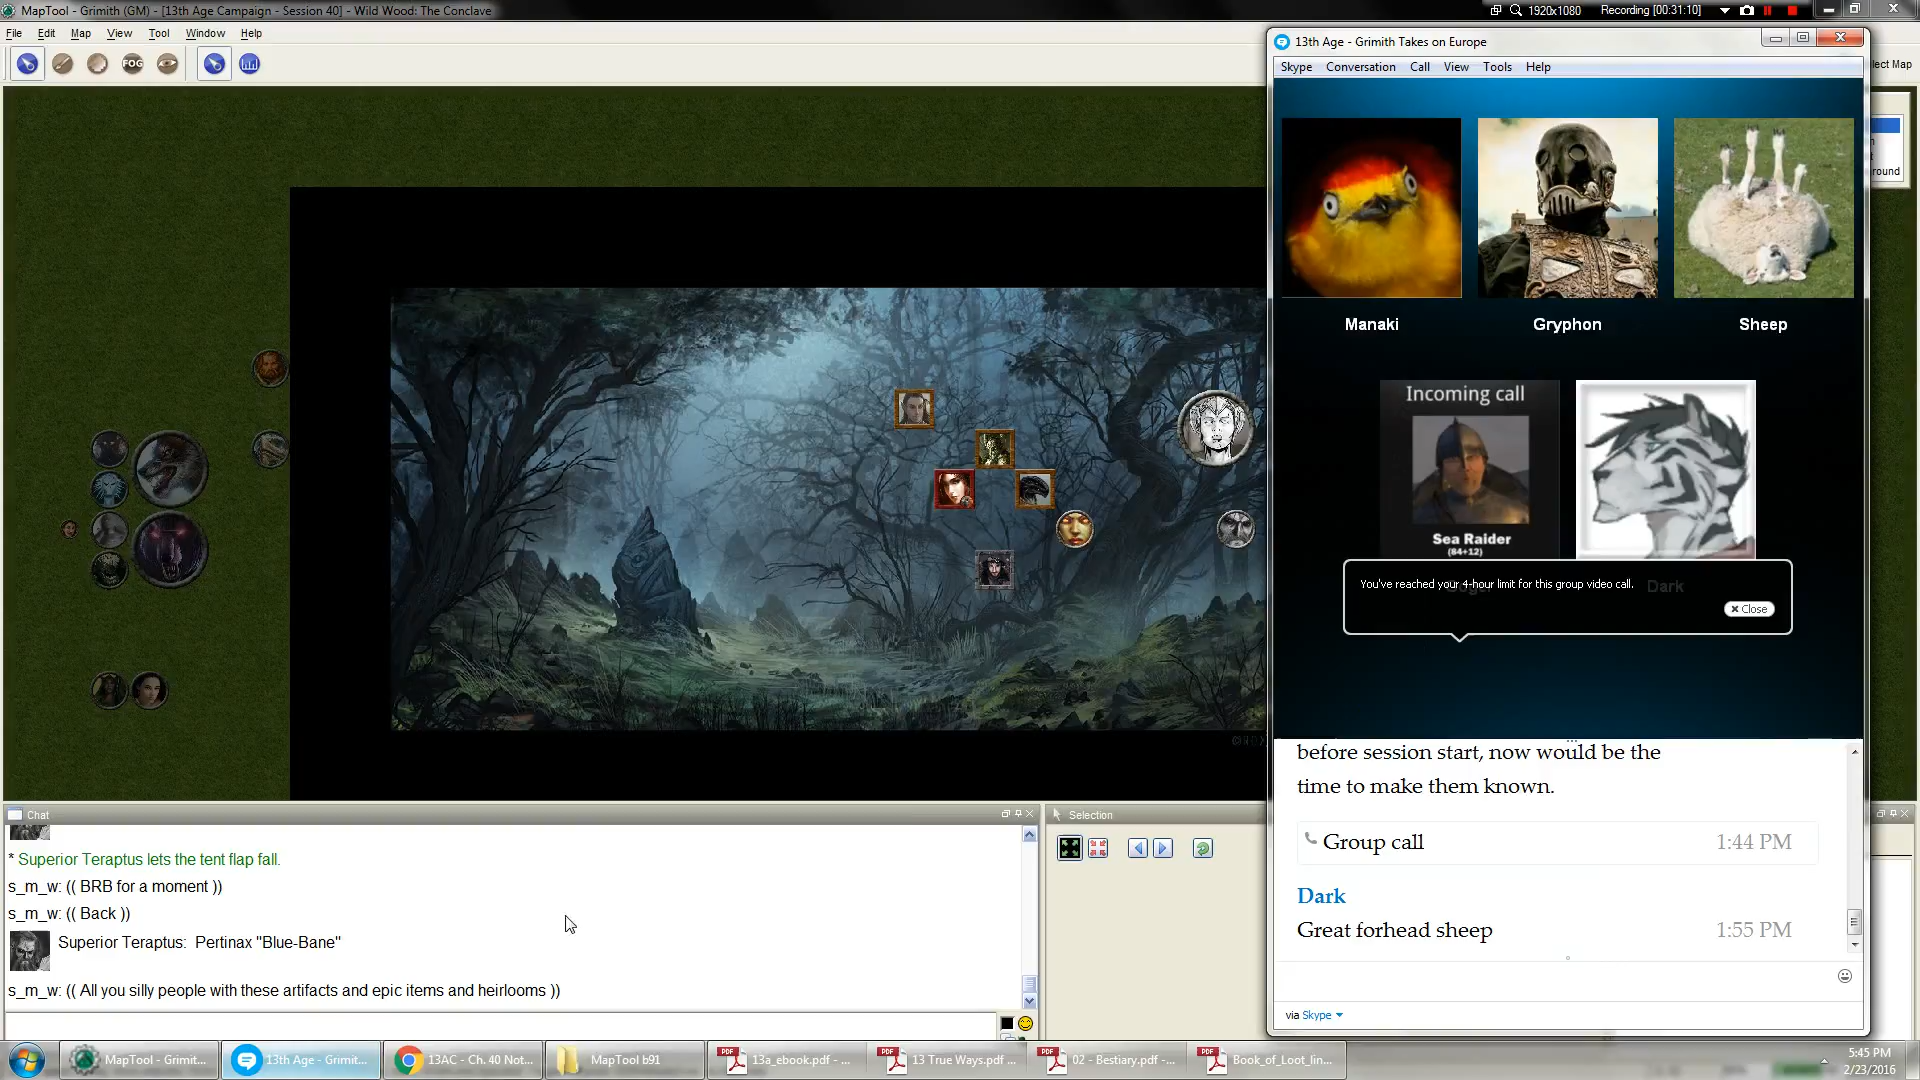 MapTool - Grimith (GM) - [13th Age Campaign - Session 40] - Wild Wood: The Conclave
1920x1080
Recording [00:31:10]
File Edit Map View Tool Window Help
FOG
lect Map
round
13th Age - Grimith Takes on Europe
Skype Conversation Call View Tools Help
Manaki
Gryphon
Sheep
Incoming call
Sea Raider
(84+12)
You've reached your 4-hour limit for this group video call.
Dark
Close
before session start, now would be the
time to make them known.
Group call 1:44 PM
Dark
Great forhead sheep 1:55 PM
via Skype
Chat
* Superior Teraptus lets the tent flap fall.
s_m_w: (( BRB for a moment ))
s_m_w: (( Back ))
Superior Teraptus: Pertinax "Blue-Bane"
s_m_w: (( All you silly people with these artifacts and epic items and heirlooms ))
Selection
MapTool - Grimit...
13th Age - Grimit...
13AC - Ch. 40 Not...
MapTool b91
13a_ebook.pdf - ...
13 True Ways.pdf ...
02 - Bestiary.pdf -...
Book_of_Loot_lin...
5:45 PM
2/23/2016